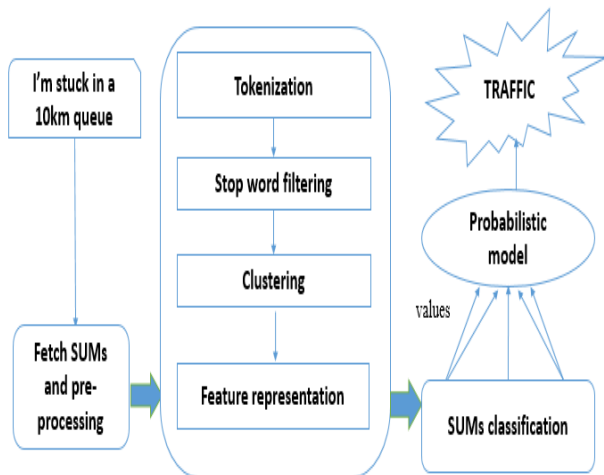 I'm stuck in a
10km queue
Fetch SUMs
and pre-
processing
Tokenization
Stop word filtering
Clustering
Feature representation
SUMs classification
values
Probabilistic
model
TRAFFIC